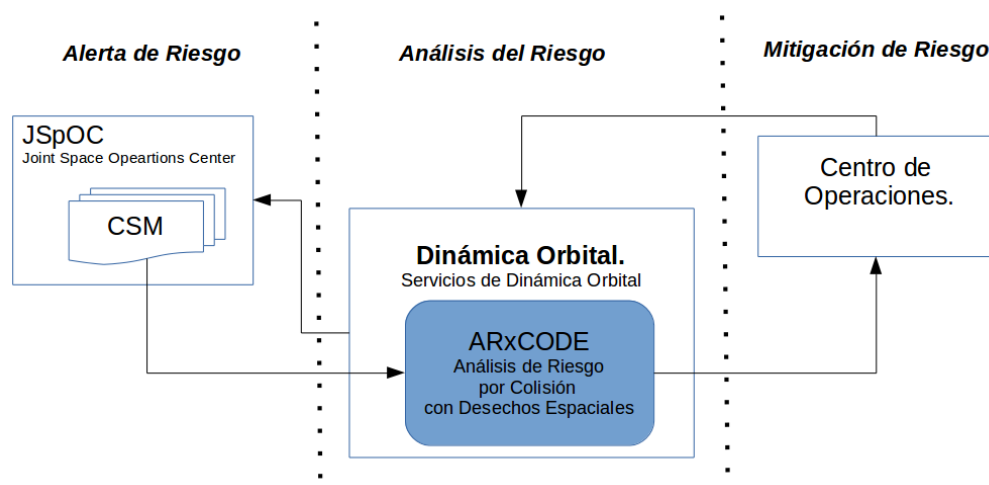 Alerta de Riesgo
Análisis del Riesgo
Mitigación de Riesgo
JSpOC
Joint Space Opeartions Center
CSM
Dinámica Orbital.
Servicios de Dinámica Orbital
ARxCODE
Análisis de Riesgo
por Colisión
con Desechos Espaciales
Centro de
Operaciones.